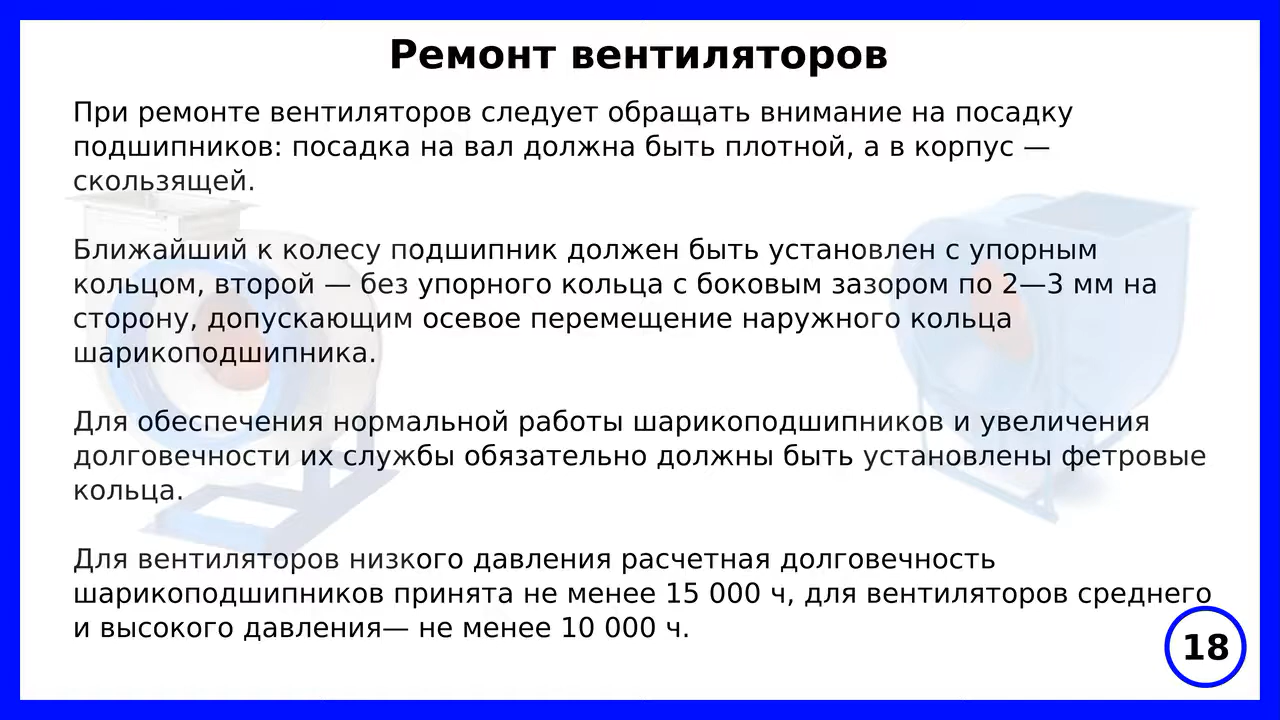 Ремонт вентиляторов
При ремонте вентиляторов следует обращать внимание на посадку
подшипников: посадка на вал должна быть плотной, а в корпус —
скользящей.
Ближайший к колесу подшипник должен быть установлен с упорным
кольцом, второй — без упорного кольца с боковым зазором по 2—3 мм на
сторону, допускающим осевое перемещение наружного кольца
шарикоподшипника.
Для обеспечения нормальной работы шарикоподшипников и увеличения
долговечности их службы обязательно должны быть установлены фетровые
кольца.
Для вентиляторов низкого давления расчетная долговечность
шарикоподшипников принята не менее 15 000 ч, для вентиляторов среднего
и высокого давления— не менее 10 000 ч.
18